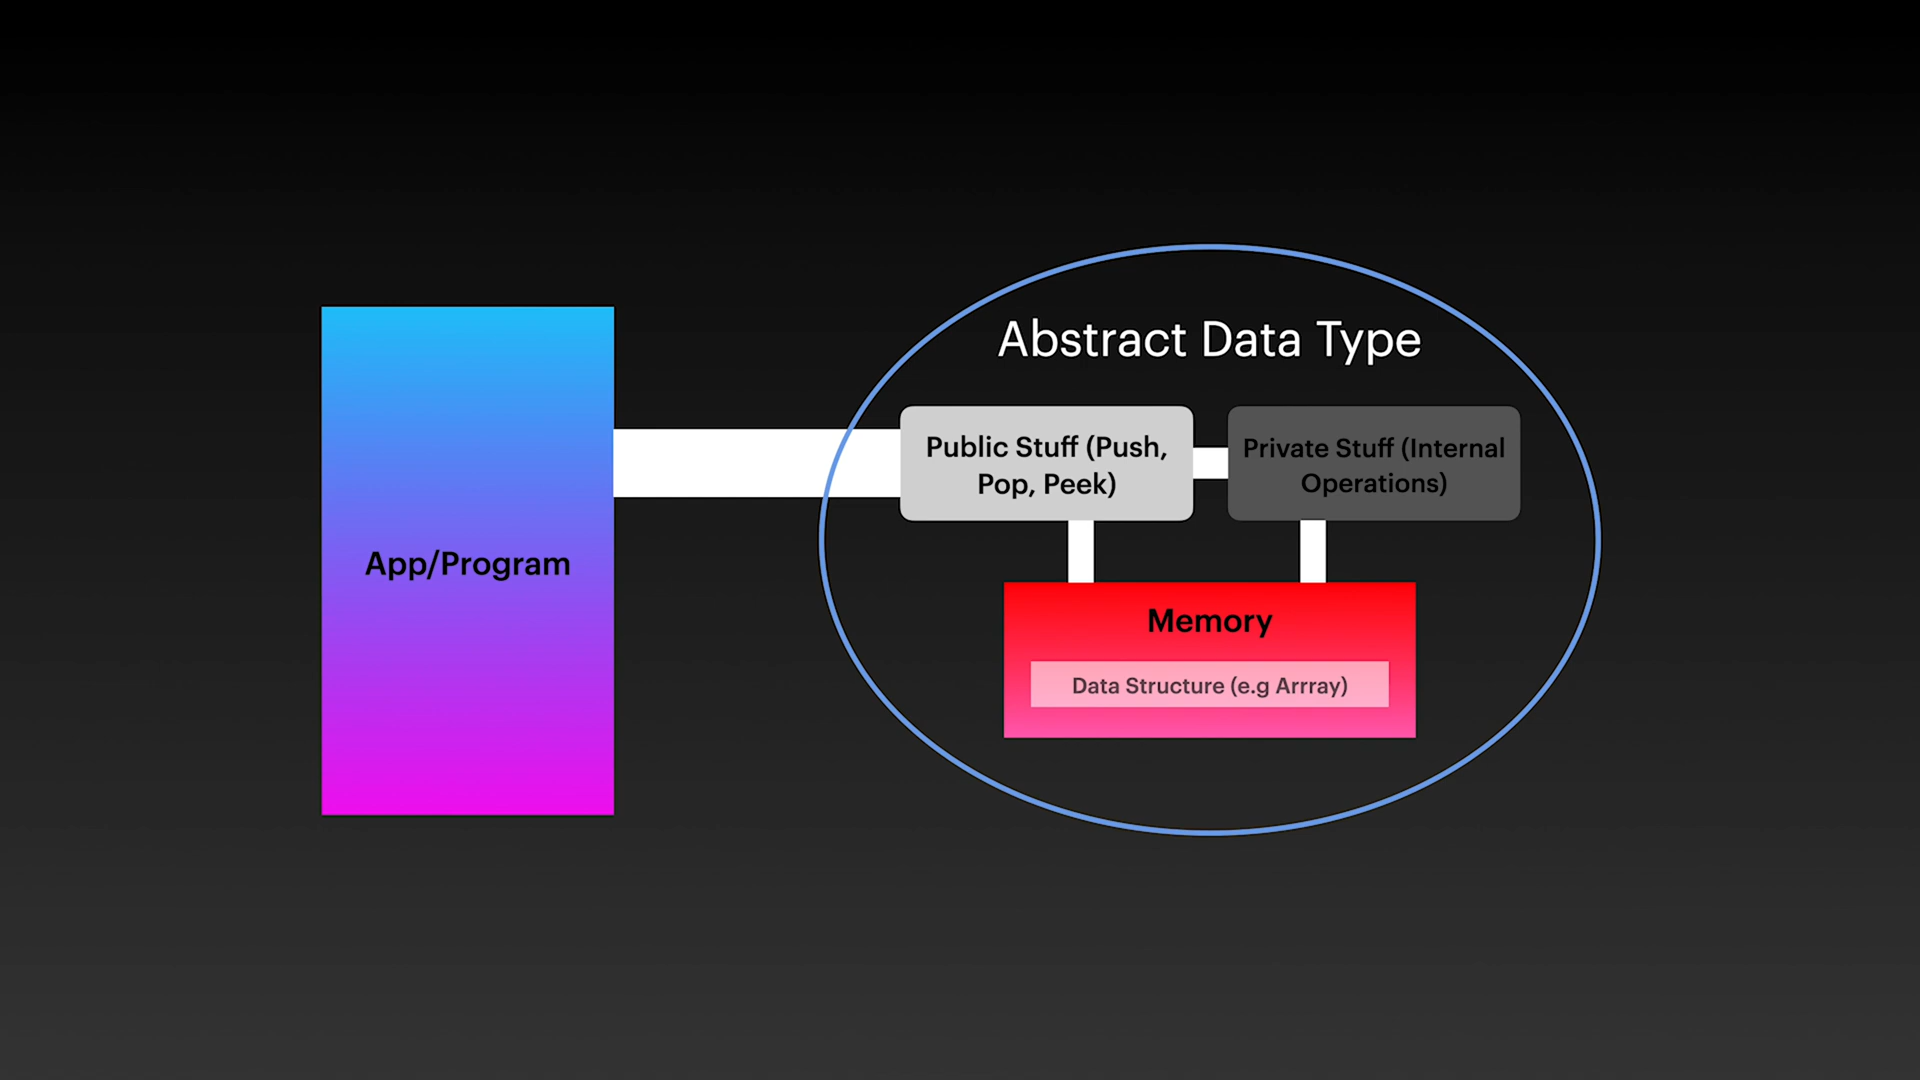 Abstract Data Type
App/Program
Public Stuff (Push,
Pop, Peek)
Private Stuff (Internal
Operations)
Memory
Data Structure (e.g Arrray)